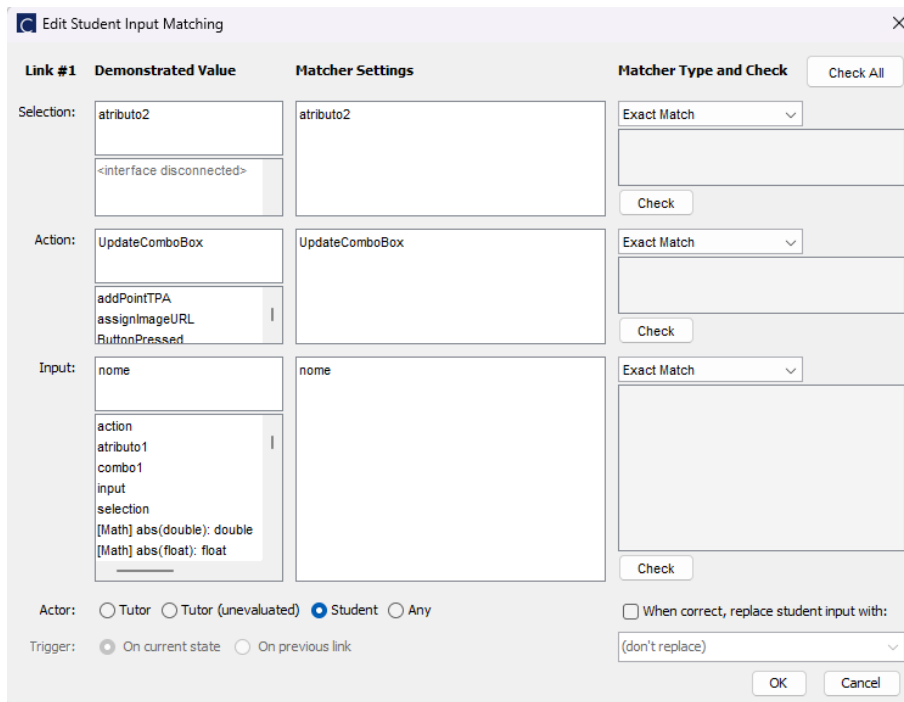 Edit Student Input Matching
Link #1 Demonstrated Value Matcher Settings Matcher Type and Check Check All
Selection: atributo2 atributo2 Exact Match
<interface disconnected>
Check
Action: UpdateComboBox UpdateComboBox Exact Match
addPointTPA
assignImageURL
ButtonPressed
Check
Input: nome nome Exact Match
action
atributo1
combo1
input
selection
[Math] abs(double): double
[Math] abs(float): float
Check
Actor: Tutor Tutor (unevaluated) Student Any When correct, replace student input with:
Trigger: On current state On previous link (don't replace)
OK Cancel